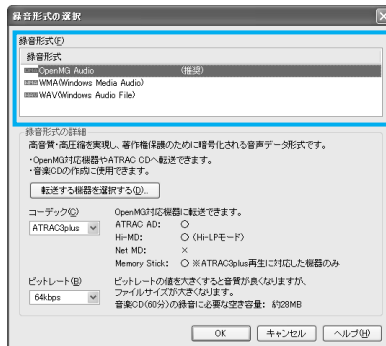 録音形式の選択
録音形式(F)
録音形式
OpenMG Audio (推奨)
WMA(Windows Media Audio)
WAV(Windows Audio File)
録音形式の詳細
高音質・高圧縮を実現し、著作権保護のために暗号化される音声データ形式です。
・OpenMG対応機器やATRAC CDへ転送できます。
・音楽CDの作成に使用できます。
転送する機器を選択する(D)...
コーデック(C) OpenMG対応機器に転送できます。
ATRAC3plus ATRAC AD: ○
Hi-MD: ○ (Hi-LPモード)
Net MD: ×
Memory Stick: ○ ※ATRAC3plus再生に対応した機器のみ
ビットレート(B) ビットレートの値を大きくすると音質が良くなりますが、
64kbps ファイルサイズが大きくなります。
音楽CD(60分)の録音に必要な空き容量: 約28MB
OK キャンセル ヘルプ(H)